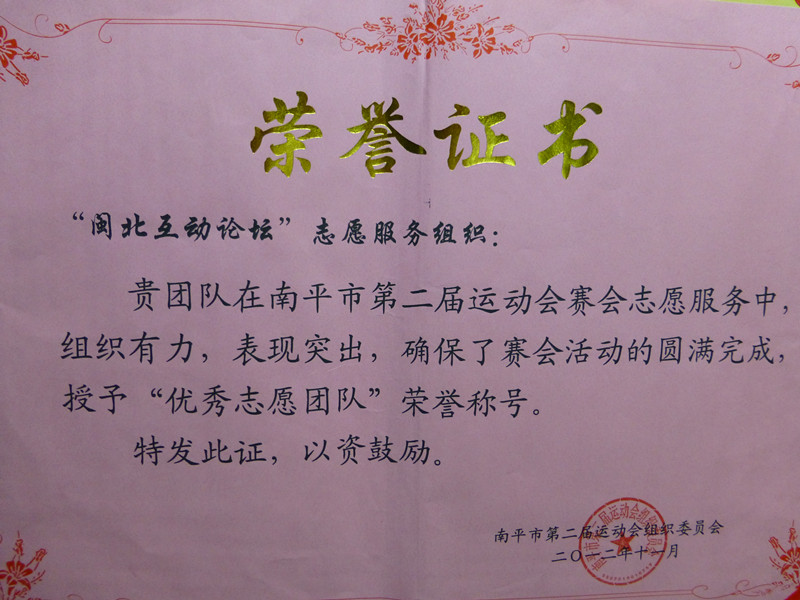 荣誉证书
“闽北互动论坛”志愿服务组织：
贵团队在南平市第二届运动会赛会志愿服务中，
组织有力，表现突出，确保了赛会活动的圆满完成，
授予“优秀志愿团队”荣誉称号。
特发此证，以资鼓励。
南平市第二届运动会组织委员会
二〇一二年十一月